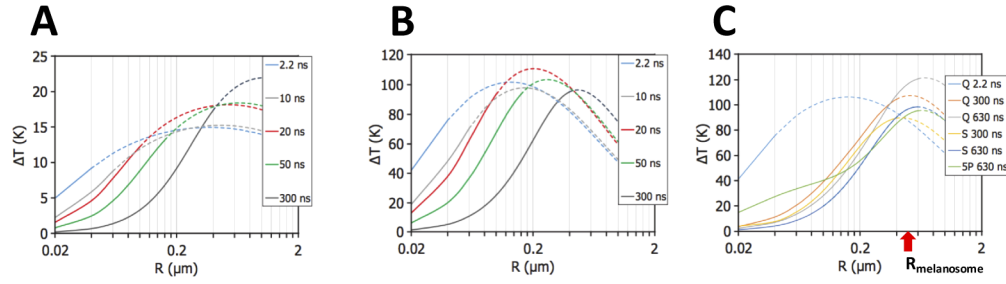 A
25
20
15
10
5
0
ΔT (K)
0.02
0.2
2
R (µm)
2.2 ns
10 ns
20 ns
50 ns
300 ns
B
120
100
80
60
40
20
0
ΔT (K)
0.02
0.2
2
R (µm)
2.2 ns
10 ns
20 ns
50 ns
300 ns
C
140
120
100
80
60
40
20
0
ΔT (K)
0.02
0.2
2
R (µm)
Q 2.2 ns
Q 300 ns
Q 630 ns
S 300 ns
S 630 ns
SP 630 ns
Rmelanosome